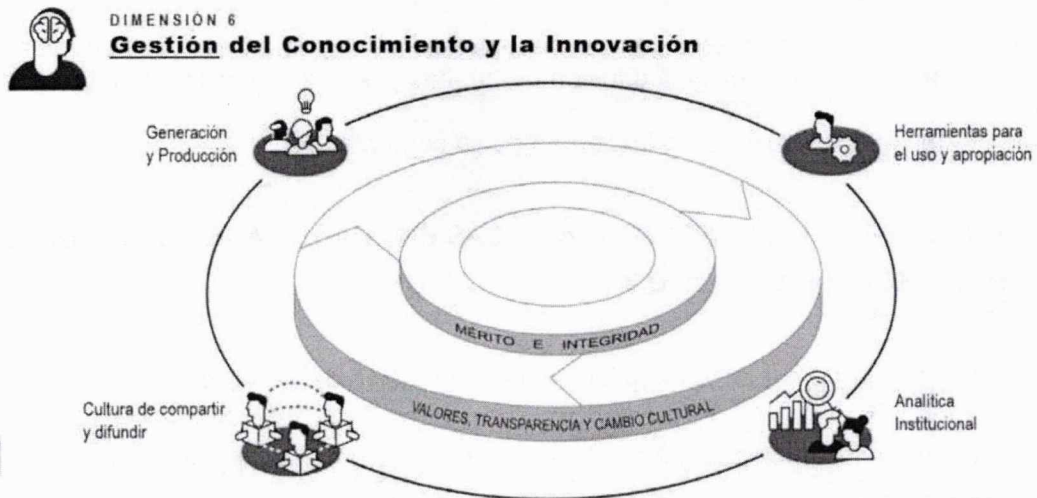 DIMENSIÓN 6
Gestión del Conocimiento y la Innovación
Generación
y Producción
Herramientas para
el uso y apropiación
MÉRITO E INTEGRIDAD
VALORES, TRANSPARENCIA Y CAMBIO CULTURAL
Cultura de compartir
y difundir
Analítica
Institucional